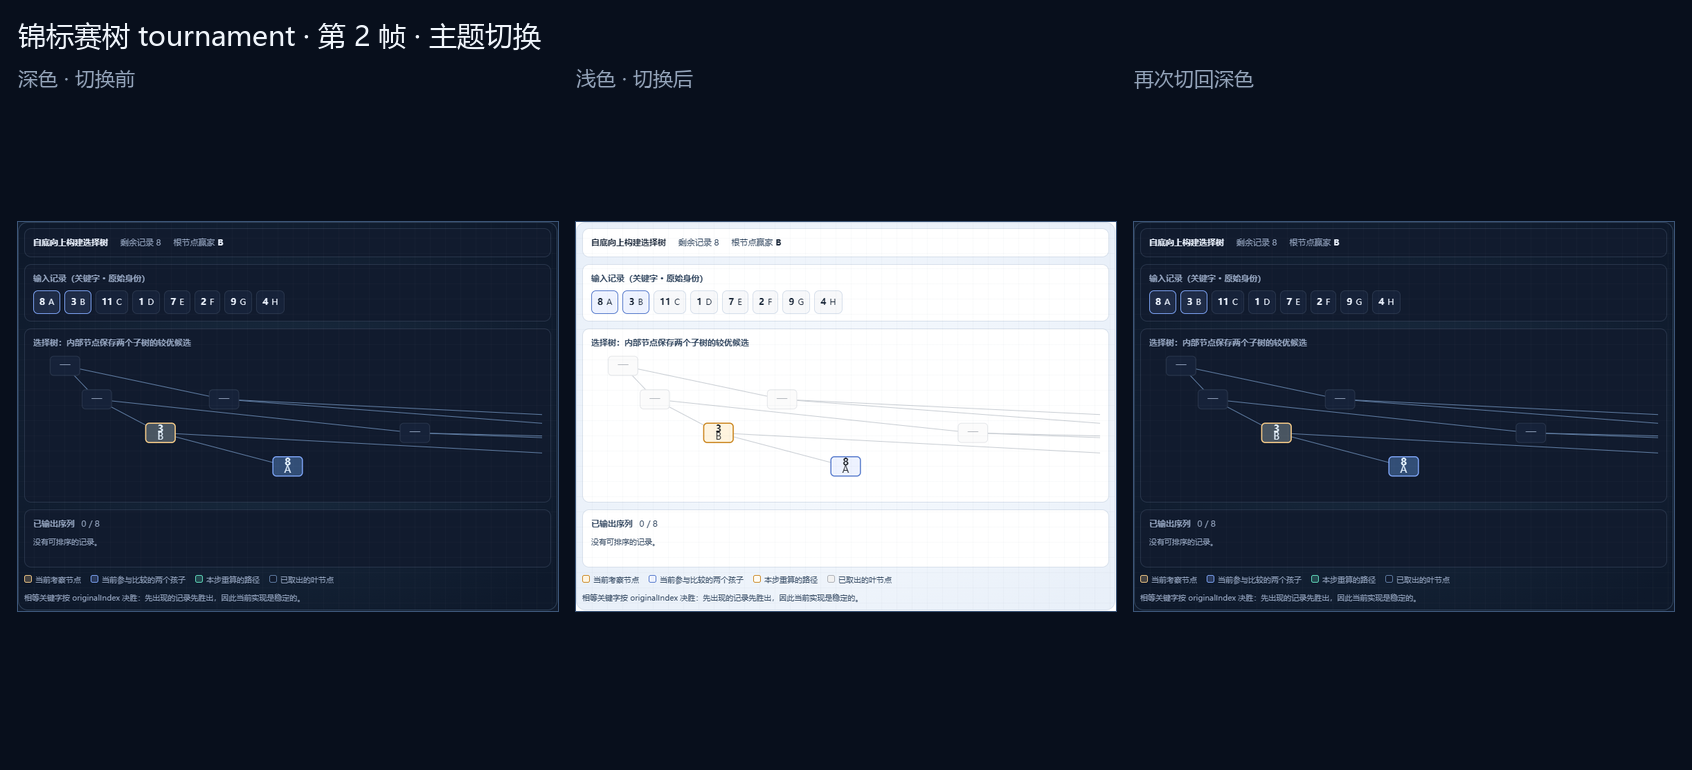 锦标赛树 tournament · 第 2 帧 · 主题切换
深色 · 切换前
自底向上构建选择树 剩余记录 8 根节点赢家 B
输入记录（关键字 · 原始身份）
8 A 3 B 11 C 1 D 7 E 2 F 9 G 4 H
选择树：内部节点保存两个子树的较优候选
—
— —
3
B
—
8
A
已输出序列 0 / 8
没有可排序的记录。
当前考察节点 当前参与比较的两个孩子 本步重算的路径 已取出的叶节点
相等关键字按 originalIndex 决胜：先出现的记录先胜出，因此当前实现是稳定的。
浅色 · 切换后
自底向上构建选择树 剩余记录 8 根节点赢家 B
输入记录（关键字 · 原始身份）
8 A 3 B 11 C 1 D 7 E 2 F 9 G 4 H
选择树：内部节点保存两个子树的较优候选
—
— —
3
B
—
8
A
已输出序列 0 / 8
没有可排序的记录。
当前考察节点 当前参与比较的两个孩子 本步重算的路径 已取出的叶节点
相等关键字按 originalIndex 决胜：先出现的记录先胜出，因此当前实现是稳定的。
再次切回深色
自底向上构建选择树 剩余记录 8 根节点赢家 B
输入记录（关键字 · 原始身份）
8 A 3 B 11 C 1 D 7 E 2 F 9 G 4 H
选择树：内部节点保存两个子树的较优候选
—
— —
3
B
—
8
A
已输出序列 0 / 8
没有可排序的记录。
当前考察节点 当前参与比较的两个孩子 本步重算的路径 已取出的叶节点
相等关键字按 originalIndex 决胜：先出现的记录先胜出，因此当前实现是稳定的。